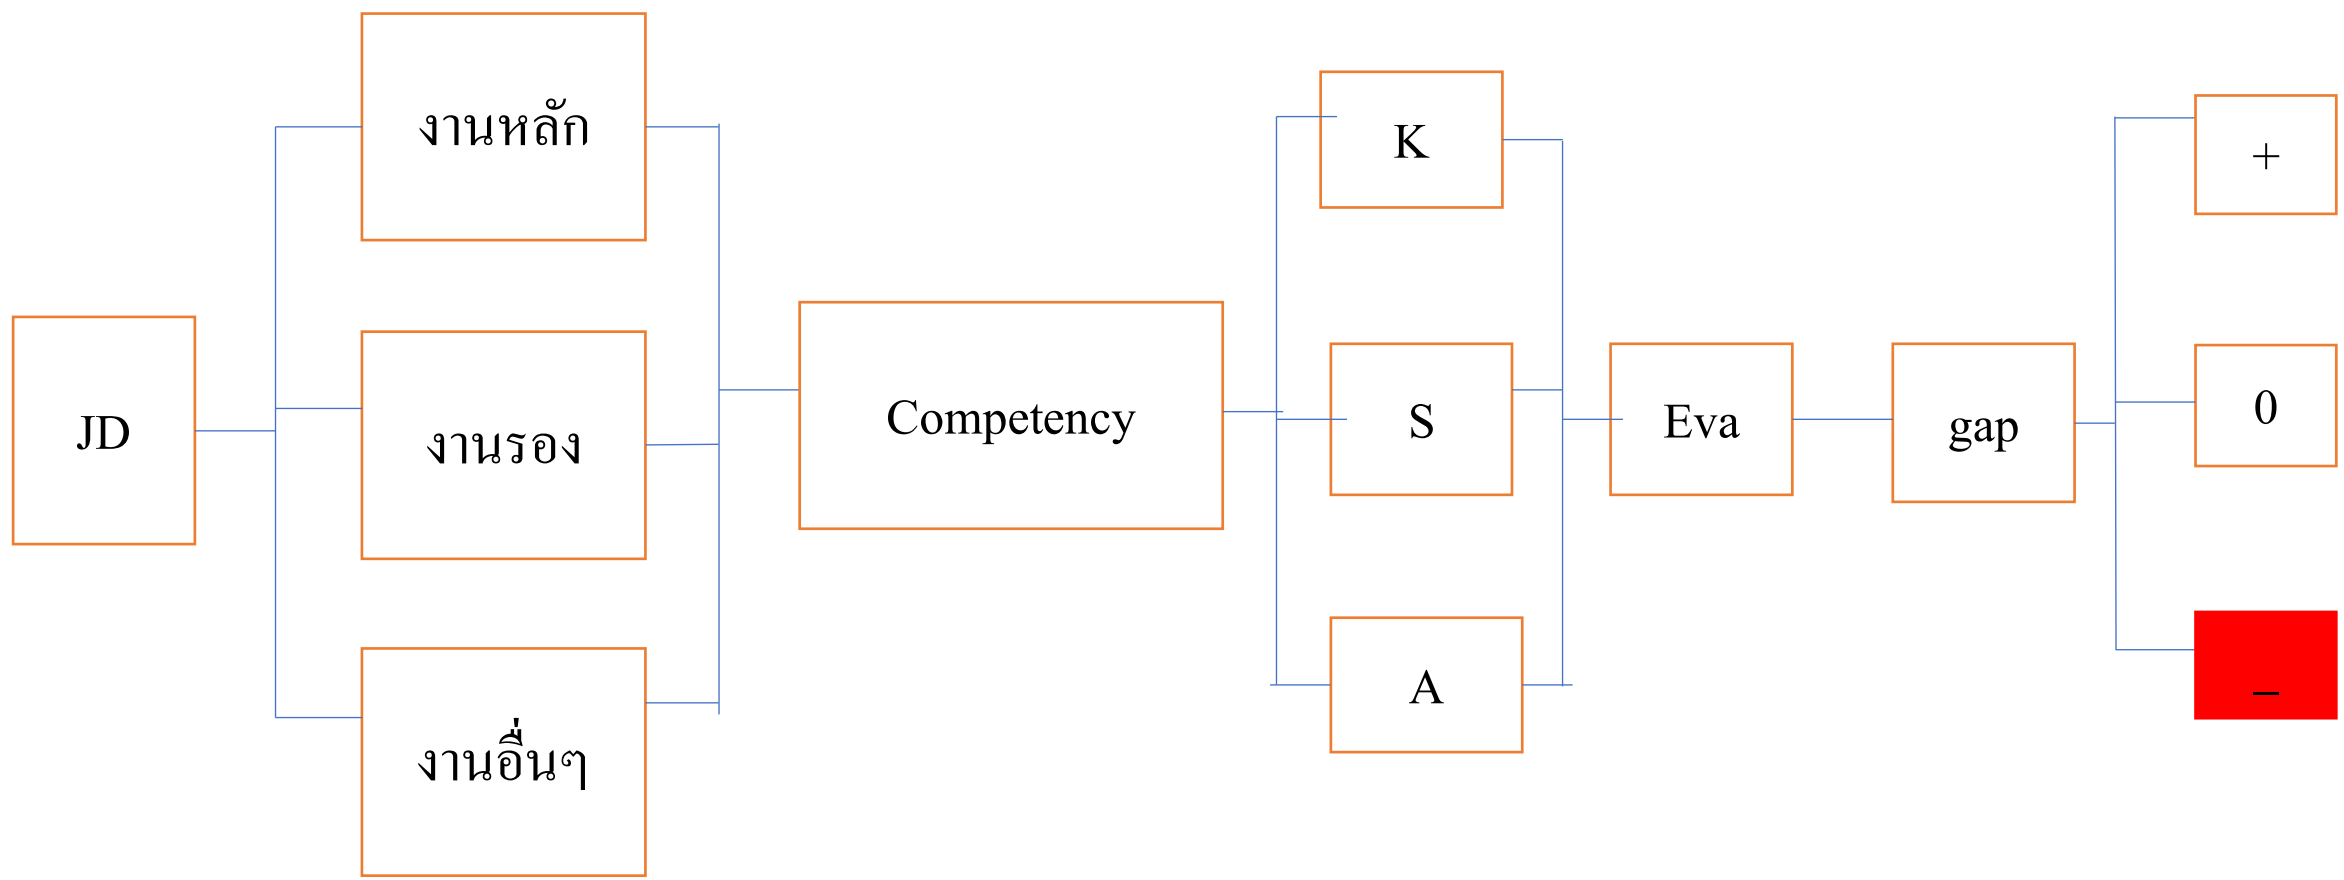 JD
งานหลัก
งานรอง
งานอื่นๆ
Competency
K
S
A
Eva
gap
+
0
_